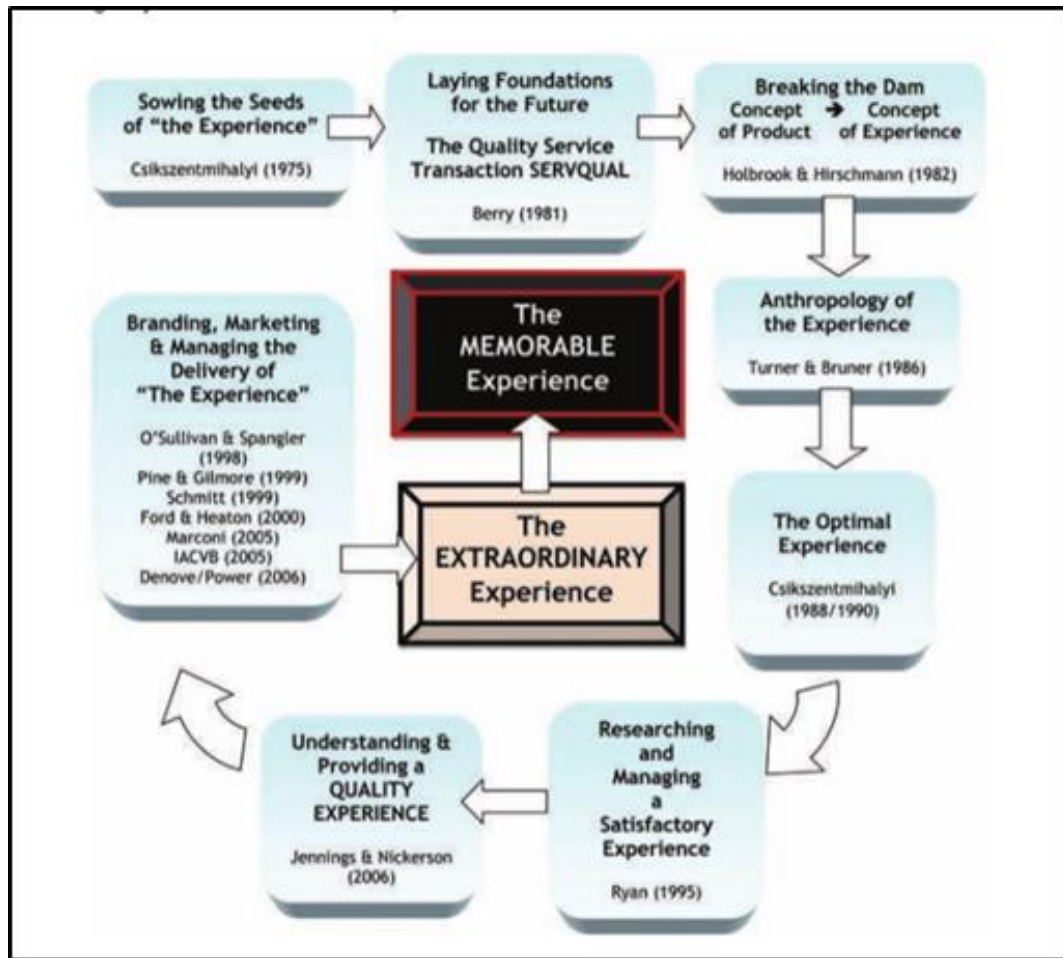 Sowing the Seeds
of “the Experience”
Csikszentmihalyi (1975)
Laying Foundations
for the Future
The Quality Service
Transaction SERVQUAL
Berry (1981)
Breaking the Dam
Concept ➔ Concept
of Product of Experience
Holbrook & Hirschmann (1982)
Anthropology of
the Experience
Turner & Bruner (1986)
The Optimal
Experience
Csikszentmihalyi
(1988/1990)
Researching
and
Managing
a
Satisfactory
Experience
Ryan (1995)
Understanding &
Providing a
QUALITY
EXPERIENCE
Jennings & Nickerson
(2006)
Branding, Marketing
& Managing the
Delivery of
“The Experience”
O’Sullivan & Spangler
(1998)
Pine & Gilmore (1999)
Schmitt (1999)
Ford & Heaton (2000)
Marconi (2005)
IACVB (2005)
Denove/Power (2006)
The
EXTRAORDINARY
Experience
The
MEMORABLE
Experience